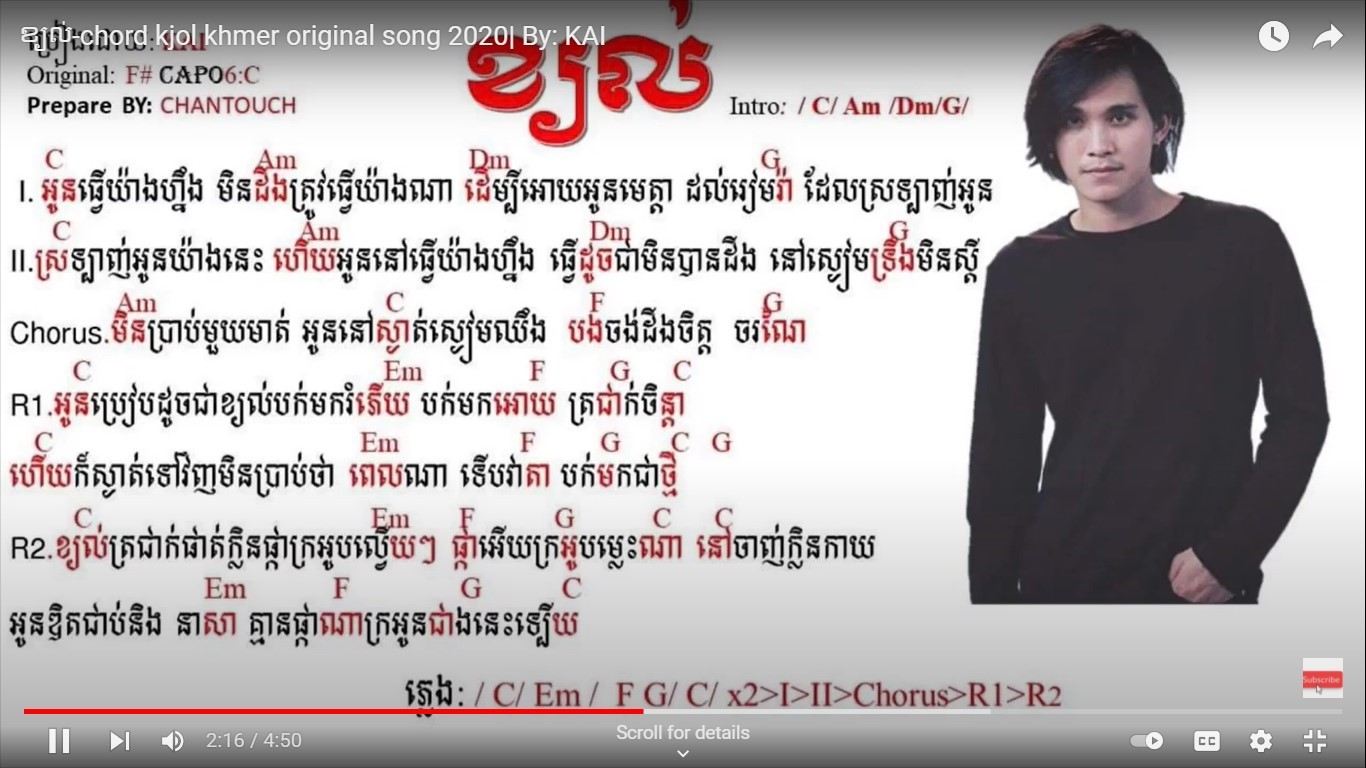 ខ្យល់-chord kjol khmer original song 2020| By: KAI
Original: F# CAPO6:C
Prepare BY: CHANTOUCH
ខ្យល់
Intro: / C/ Am /Dm/G/
C Am Dm G
I. អូនធ្វើយ៉ាងហ្នឹង មិនដឹងត្រូវធ្វើយ៉ាងណា ដើម្បីអោយអូនមេត្តា ដល់រៀមរ៉ា ដែលស្រឡាញ់អូន
C Am Dm G
II.ស្រឡាញ់អូនយ៉ាងនេះ ហើយអូននៅធ្វើយ៉ាងហ្នឹង ធ្វើដូចជាមិនបានដឹង នៅស្ងៀមទ្រឹងមិនស្ដី
Am C F G
Chorus.មិនប្រាប់មួយមាត់ អូននៅស្ងាត់ស្ងៀមឈឹង បងចង់ដឹងចិត្ត ចរណៃ
C Em F G C
R1.អូនប្រៀបដូចជាខ្យល់បក់មករំភើយ បក់មកអោយ ត្រជាក់ចិន្តា
C Em F G C G
ហើយក៏ស្ងាត់ទៅវិញមិនប្រាប់ថា ពេលណា ទើបវាតា បក់មកជាថ្មី
C Em F G C C
R2.ខ្យល់ត្រជាក់ផាត់ក្លិនផ្កាក្រអូបល្វើយៗ ផ្កាអើយក្រអូបម្លេះណា នៅចាញ់ក្លិនកាយ
Em F G C
អូនឌិតជាប់និង នាសា គ្មានផ្កាណាក្រអូនជាងនេះឡើយ
ភ្លេង: / C/ Em / F G/ C/ x2>I>II>Chorus>R1>R2
Subscribe
2:16 / 4:50
Scroll for details
CC